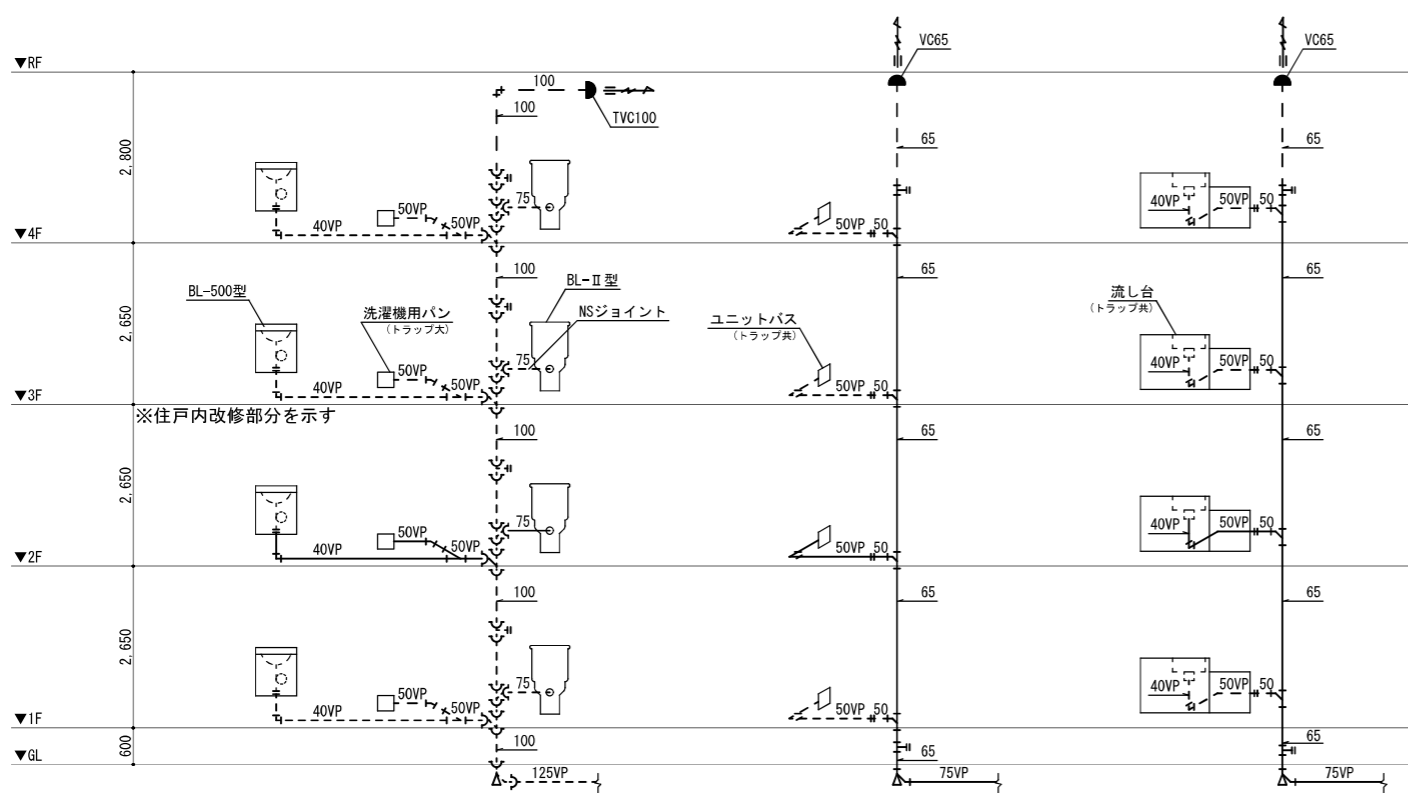 VC65
VC65
▼RF
100
100
TVC100
2,800
65
65
75
50VP
50VP
40VP
50VP
50
40VP
50VP
50
▼4F
100
65
65
BL-500型
BL-Ⅱ型
洗濯機用パン
(トラップ大)
NSジョイント
ユニットバス
(トラップ共)
流し台
(トラップ共)
2,650
75
50VP
50VP
40VP
50VP
50
40VP
50VP
50
▼3F
※住戸内改修部分を示す
100
65
65
2,650
75
50VP
50VP
40VP
50VP
50
40VP
50VP
50
▼2F
100
65
65
2,650
75
50VP
50VP
40VP
50VP
50
40VP
50VP
50
▼1F
600
100
65
65
▼GL
125VP
75VP
75VP